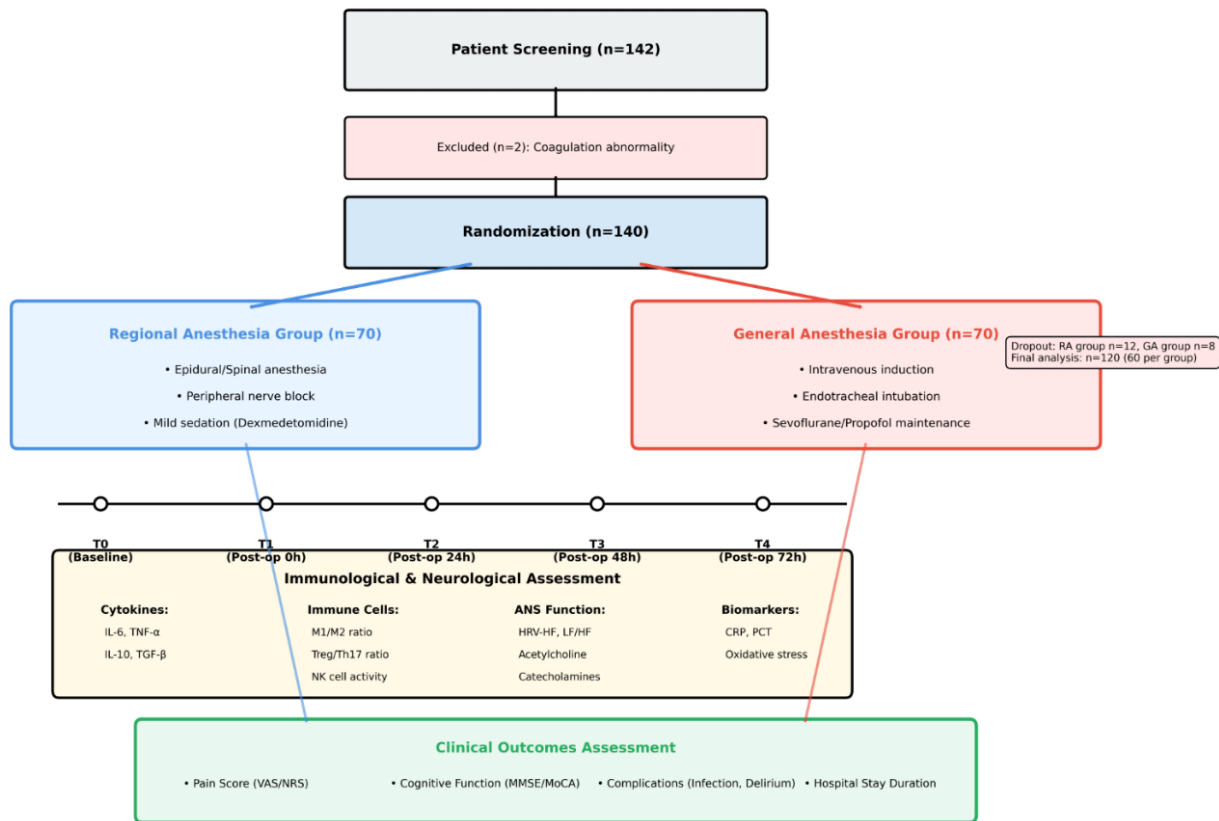 Patient Screening (n=142)
Excluded (n=2): Coagulation abnormality
Randomization (n=140)
Regional Anesthesia Group (n=70)
• Epidural/Spinal anesthesia
• Peripheral nerve block
• Mild sedation (Dexmedetomidine)
General Anesthesia Group (n=70)
• Intravenous induction
• Endotracheal intubation
• Sevoflurane/Propofol maintenance
Dropout: RA group n=12, GA group n=8
Final analysis: n=120 (60 per group)
T0
(Baseline)
T1
(Post-op 0h)
T2
(Post-op 24h)
T3
(Post-op 48h)
T4
(Post-op 72h)
Immunological & Neurological Assessment
Cytokines:
IL-6, TNF-α
IL-10, TGF-β
Immune Cells:
M1/M2 ratio
Treg/Th17 ratio
NK cell activity
ANS Function:
HRV-HF, LF/HF
Acetylcholine
Catecholamines
Biomarkers:
CRP, PCT
Oxidative stress
Clinical Outcomes Assessment
• Pain Score (VAS/NRS)
• Cognitive Function (MMSE/MoCA)
• Complications (Infection, Delirium)
• Hospital Stay Duration